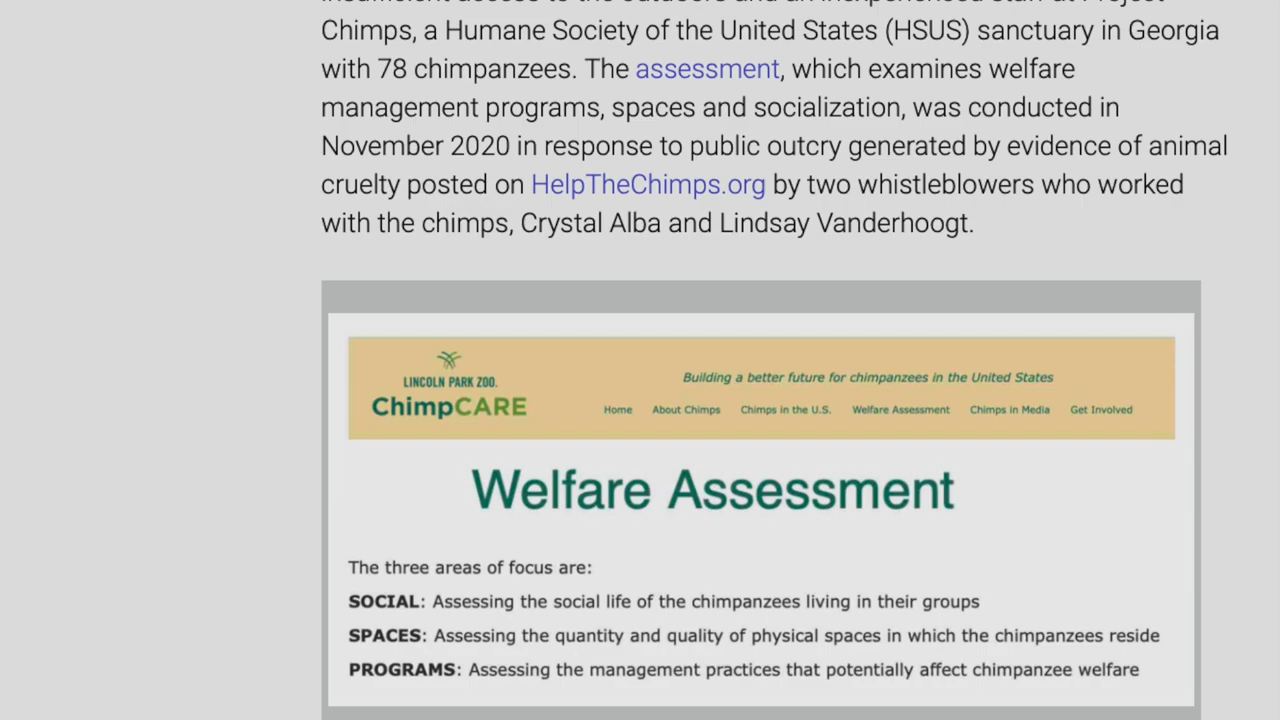 Chimps, a Humane Society of the United States (HSUS) sanctuary in Georgia
with 78 chimpanzees. The assessment, which examines welfare
management programs, spaces and socialization, was conducted in
November 2020 in response to public outcry generated by evidence of animal
cruelty posted on HelpTheChimps.org by two whistleblowers who worked
with the chimps, Crystal Alba and Lindsay Vanderhoogt.
LINCOLN PARK ZOO.
ChimpCARE
Building a better future for chimpanzees in the United States
Home About Chimps Chimps in the U.S. Welfare Assessment Chimps in Media Get Involved
Welfare Assessment
The three areas of focus are:
SOCIAL: Assessing the social life of the chimpanzees living in their groups
SPACES: Assessing the quantity and quality of physical spaces in which the chimpanzees reside
PROGRAMS: Assessing the management practices that potentially affect chimpanzee welfare